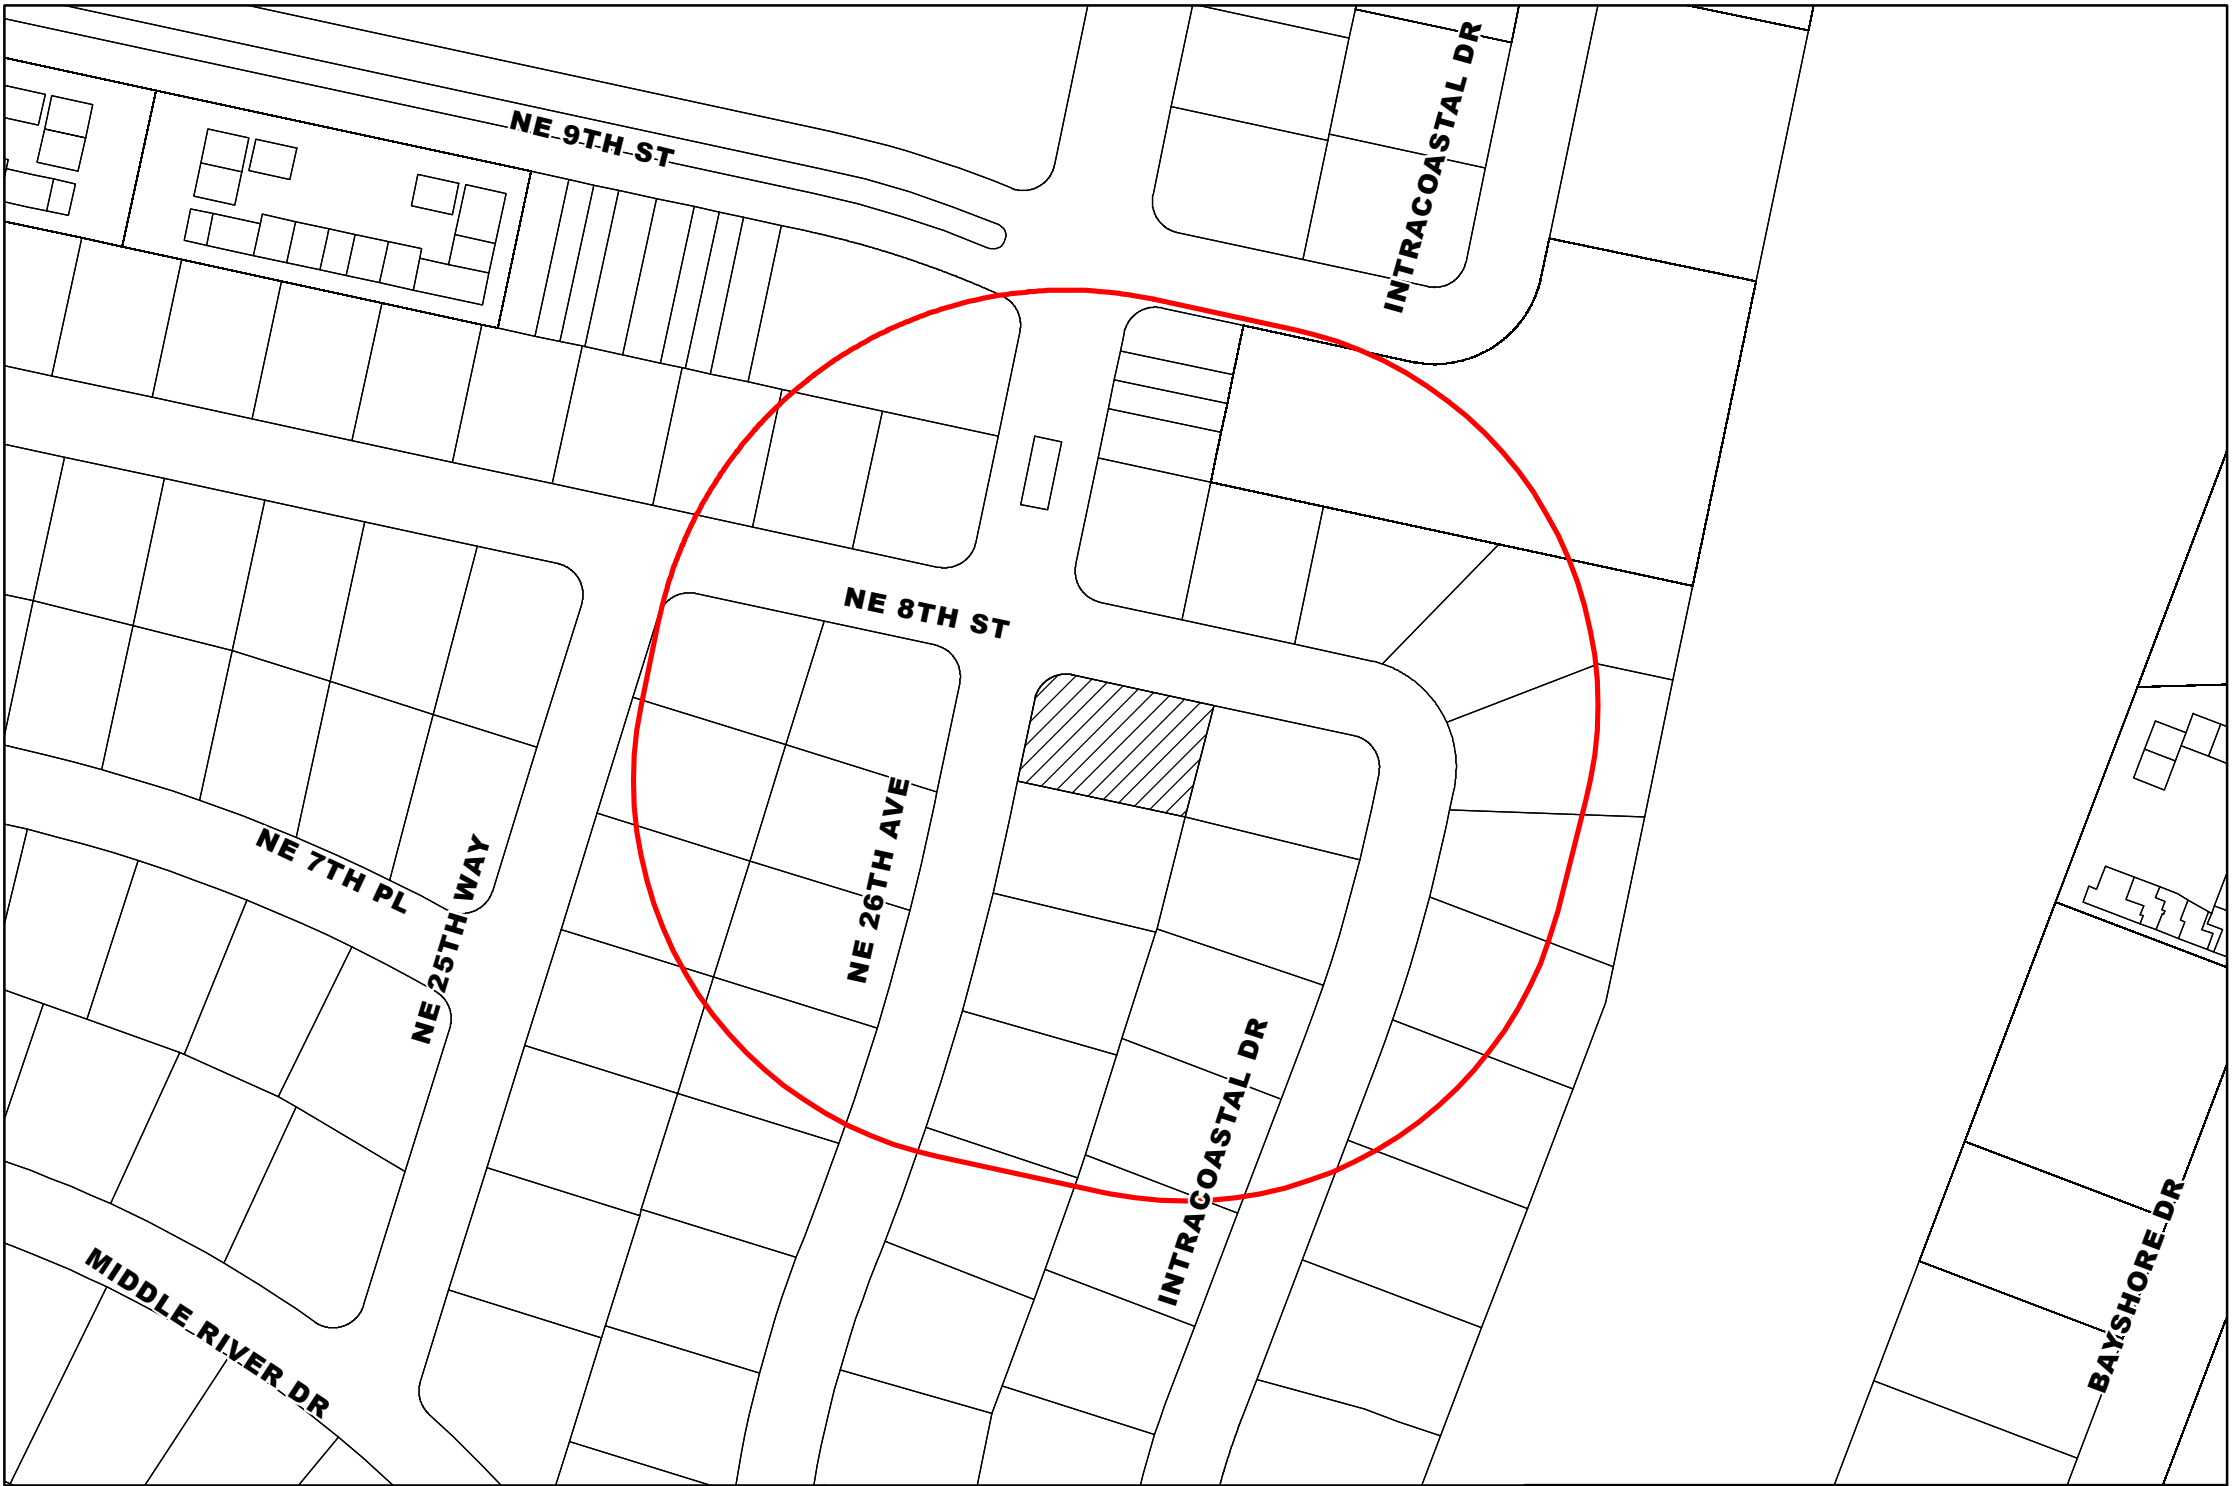 INTRACOASTAL DR
NE 9TH ST
NE 8TH ST
NE 26TH AVE
NE 7TH PL
NE 25TH WAY
INTRACOASTAL DR
BAYSHORE DR
MIDDLE RIVER DR